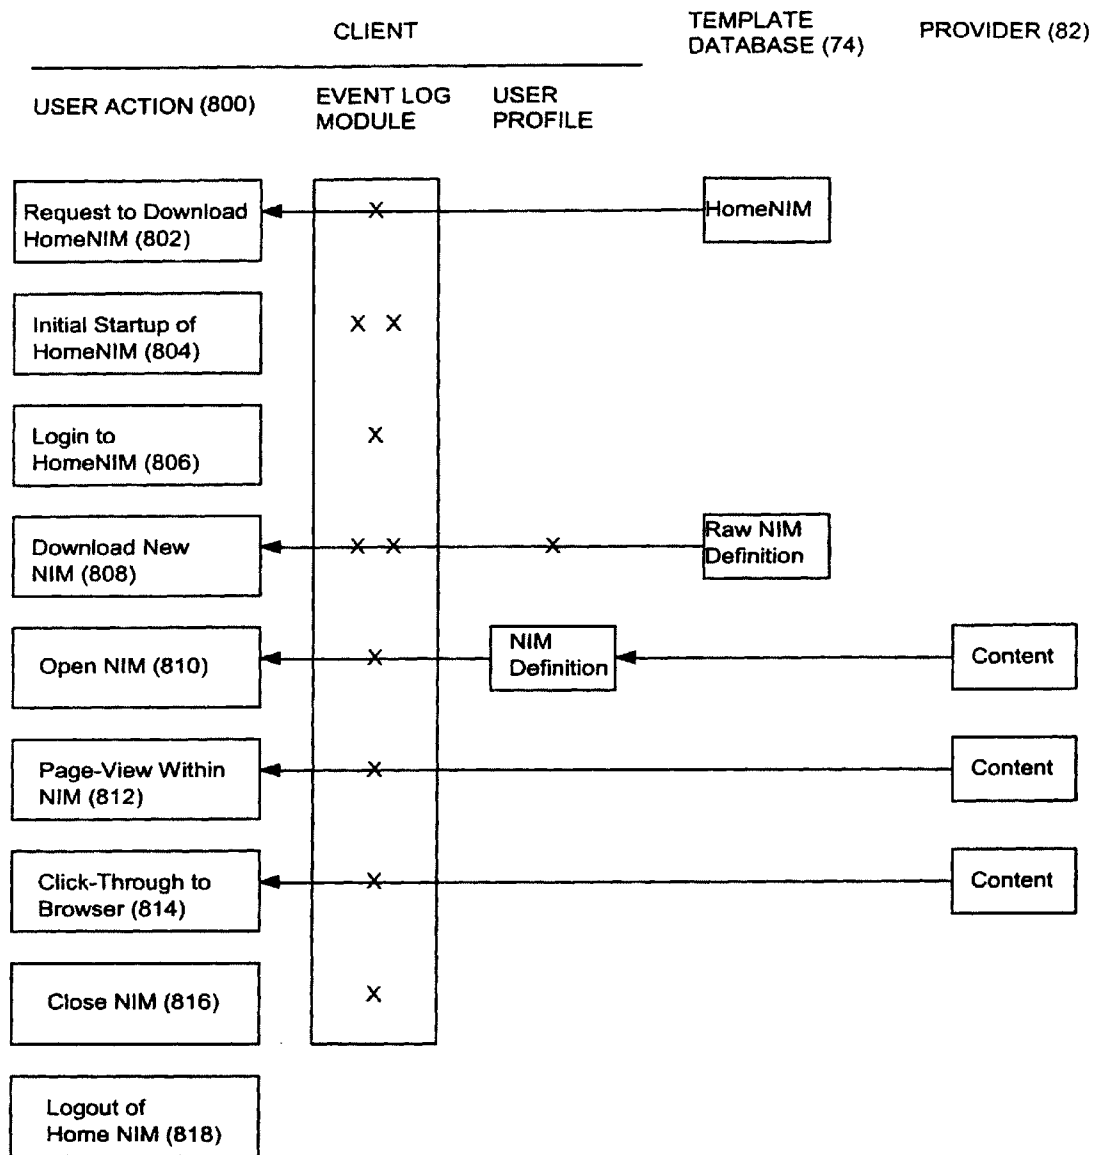 CLIENT
TEMPLATE
DATABASE (74)
PROVIDER (82)
USER ACTION (800)
EVENT LOG
MODULE
USER
PROFILE
Request to Download
HomeNIM (802)
X
HomeNIM
Initial Startup of
HomeNIM (804)
X X
Login to
HomeNIM (806)
X
Download New
NIM (808)
X X
X
Raw NIM
Definition
Open NIM (810)
X
NIM
Definition
Content
Page-View Within
NIM (812)
X
Content
Click-Through to
Browser (814)
X
Content
Close NIM (816)
X
Logout of
Home NIM (818)